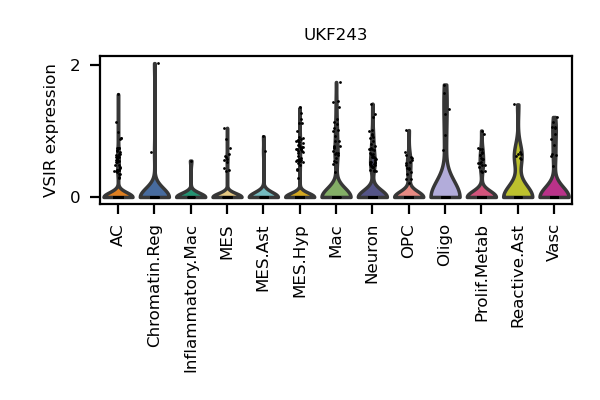 UKF243
VSIR expression
2
0
AC
Chromatin.Reg
Inflammatory.Mac
MES
MES.Ast
MES.Hyp
Mac
Neuron
OPC
Oligo
Prolif.Metab
Reactive.Ast
Vasc